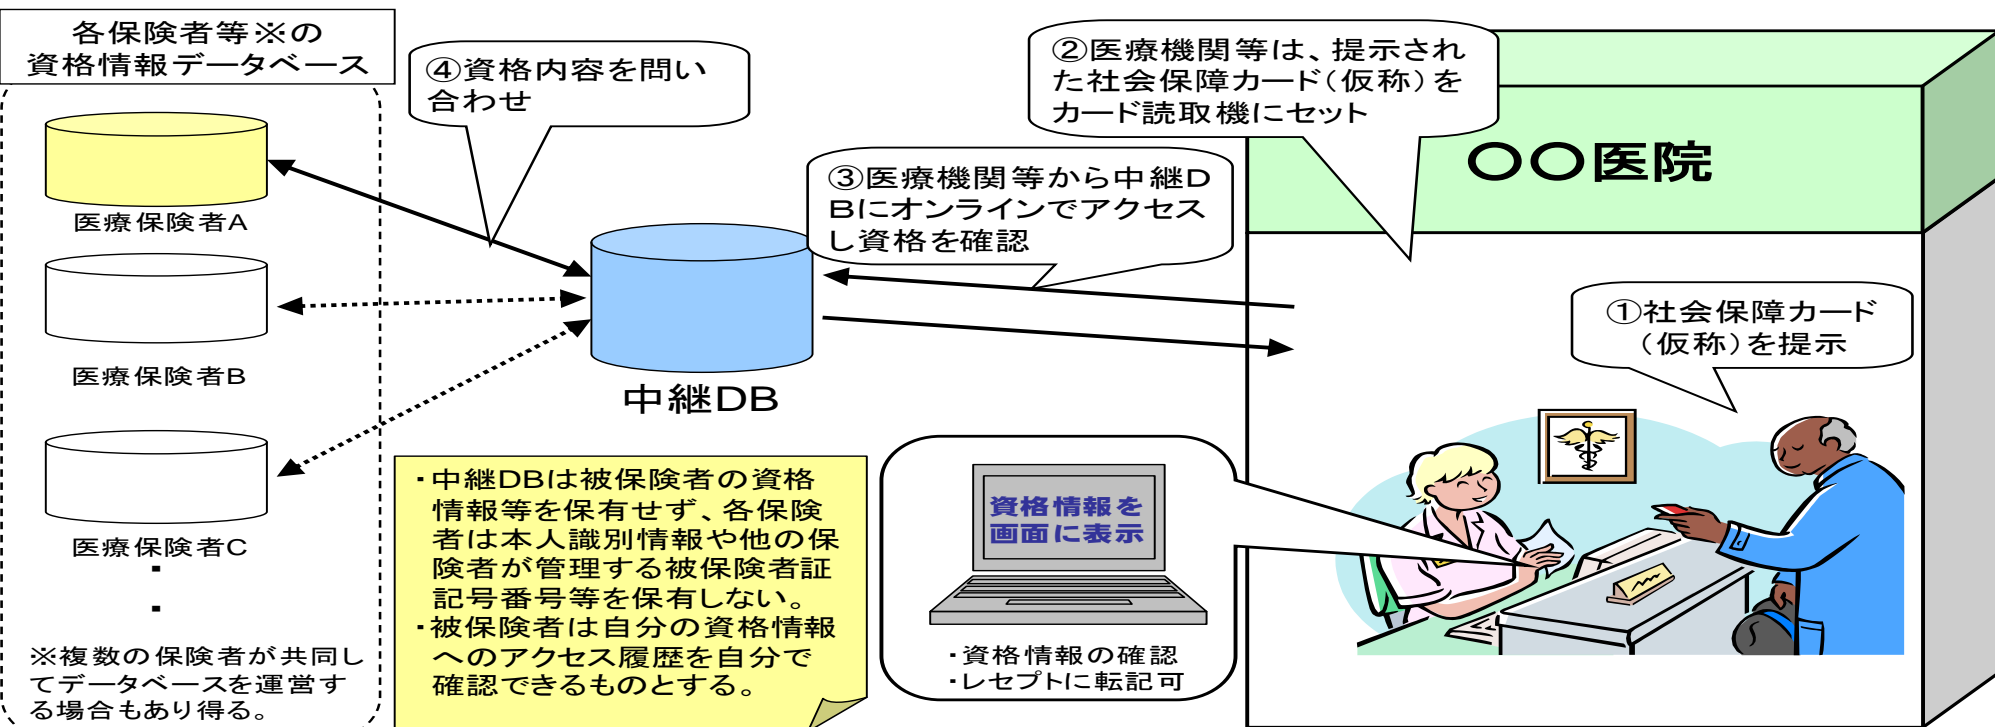 各保険者等※の
資格情報データベース
医療保険者A
医療保険者B
医療保険者C
・
・
※複数の保険者が共同し
てデータベースを運営す
る場合もあり得る。
④資格内容を問い
合わせ
中継DB
③医療機関等から中継D
Bにオンラインでアクセス
し資格を確認
②医療機関等は、提示され
た社会保障カード(仮称)を
カード読取機にセット
〇〇医院
①社会保障カード
(仮称)を提示
・中継DBは被保険者の資格
情報等を保有せず、各保険
者は本人識別情報や他の保
険者が管理する被保険者証
記号番号等を保有しない。
・被保険者は自分の資格情報
へのアクセス履歴を自分で
確認できるものとする。
資格情報を
画面に表示
・資格情報の確認
・レセプトに転記可